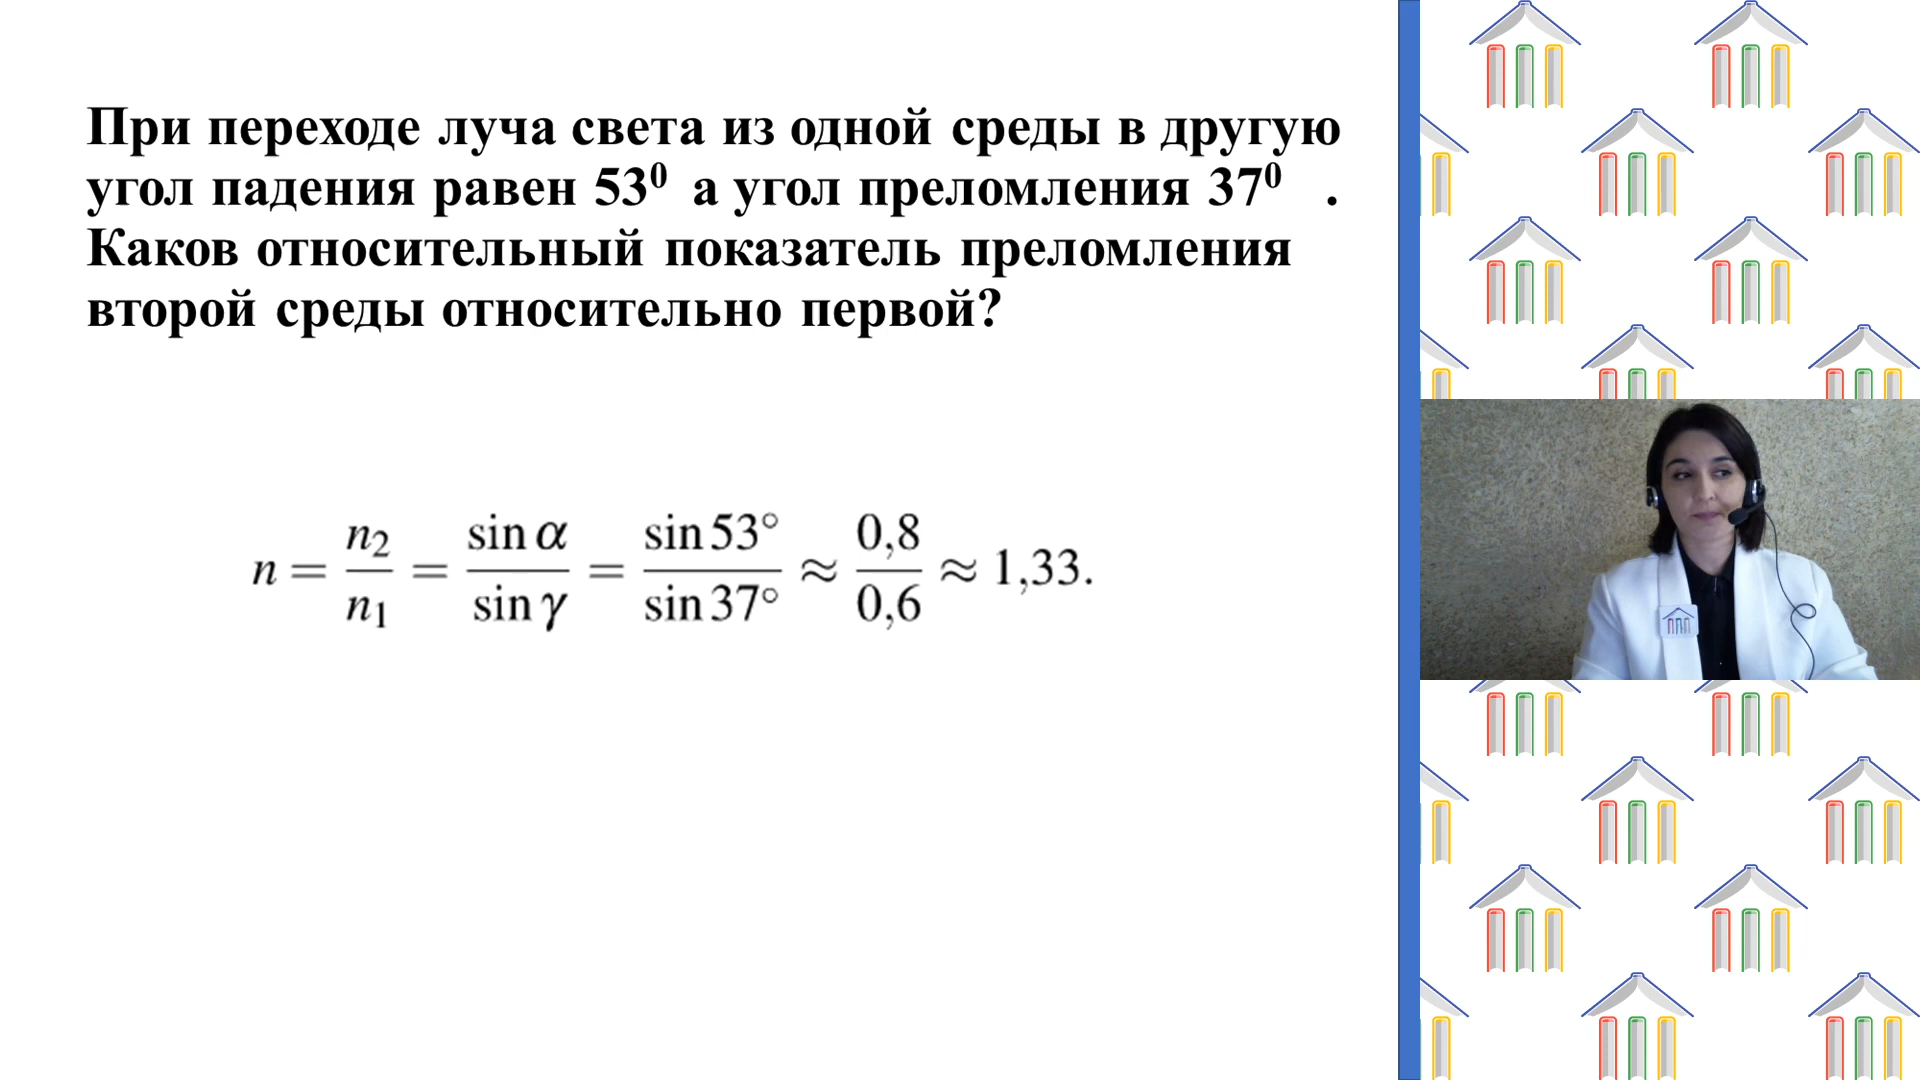 При переходе луча света из одной среды в другую
угол падения равен 53⁰ а угол преломления 37⁰ .
Каков относительный показатель преломления
второй среды относительно первой?
n = n₂/n₁ = sin α/sin γ = sin 53°/sin 37° ≈ 0,8/0,6 ≈ 1,33.